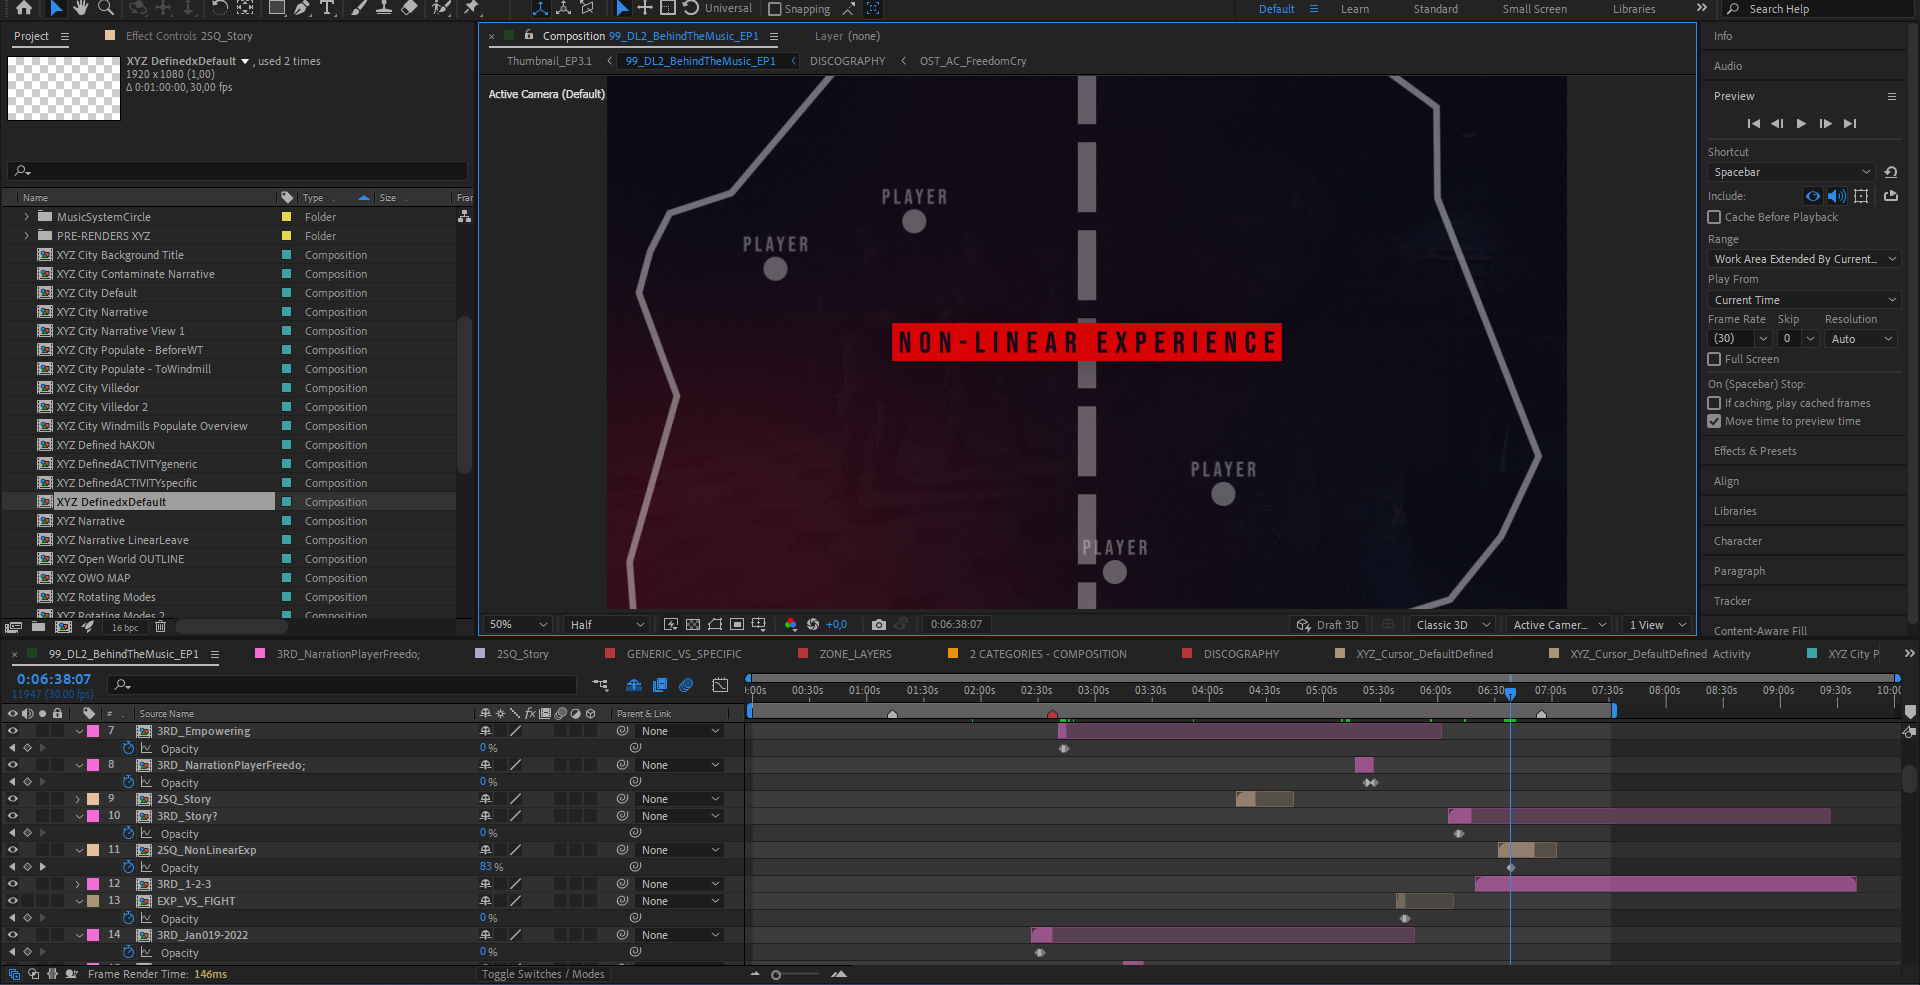 Universal
Snapping
Default
Learn
Standard
Small Screen
Libraries
Search Help
Project
Effect Controls 2SQ_Story
XYZ DefinedxDefault ▼ , used 2 times
1920 x 1080 (1,00)
Δ 0:01:00:00, 30,00 fps
Name Type Size Fran
MusicSystemCircle Folder
PRE-RENDERS XYZ Folder
XYZ City Background Title Composition
XYZ City Contaminate Narrative Composition
XYZ City Default Composition
XYZ City Narrative Composition
XYZ City Narrative View 1 Composition
XYZ City Populate - BeforeWT Composition
XYZ City Populate - ToWindmill Composition
XYZ City Villedor Composition
XYZ City Villedor 2 Composition
XYZ City Windmills Populate Overview Composition
XYZ Defined hAKON Composition
XYZ DefinedACTIVITYgeneric Composition
XYZ DefinedACTIVITYspecific Composition
XYZ DefinedxDefault Composition
XYZ Narrative Composition
XYZ Narrative LinearLeave Composition
XYZ Open World OUTLINE Composition
XYZ OWO MAP Composition
XYZ Rotating Modes Composition
XYZ Rotating Modes 2 Composition
16 bpc
Composition 99_DL2_BehindTheMusic_EP1
Layer (none)
Thumbnail_EP3.1
99_DL2_BehindTheMusic_EP1
DISCOGRAPHY
OST_AC_FreedomCry
Active Camera (Default)
PLAYER
PLAYER
NON-LINEAR EXPERIENCE
PLAYER
PLAYER
50%
Half
+0,0
0:06:38:07
Draft 3D
Classic 3D
Active Camer...
1 View
Info
Audio
Preview
Shortcut
Spacebar
Include:
Cache Before Playback
Range
Work Area Extended By Current...
Play From
Current Time
Frame Rate Skip Resolution
(30) 0 Auto
Full Screen
On (Spacebar) Stop:
If caching, play cached frames
Move time to preview time
Effects & Presets
Align
Libraries
Character
Paragraph
Tracker
Content-Aware Fill
99_DL2_BehindTheMusic_EP1
3RD_NarrationPlayerFreedo;
2SQ_Story
GENERIC_VS_SPECIFIC
ZONE_LAYERS
2 CATEGORIES - COMPOSITION
DISCOGRAPHY
XYZ_Cursor_DefaultDefined
XYZ_Cursor_DefaultDefined Activity
XYZ City P
0:06:38:07
11947 (30.00 fps)
:00s 00:30s 01:00s 01:30s 02:00s 02:30s 03:00s 03:30s 04:00s 04:30s 05:00s 05:30s 06:00s 06:30s 07:00s 07:30s 08:00s 08:30s 09:00s 09:30s 10:00
# Source Name fx Parent & Link
7 3RD_Empowering None
Opacity 0 %
8 3RD_NarrationPlayerFreedo; None
Opacity 0 %
9 2SQ_Story None
10 3RD_Story? None
Opacity 0 %
11 2SQ_NonLinearExp None
Opacity 83 %
12 3RD_1-2-3 None
13 EXP_VS_FIGHT None
Opacity 0 %
14 3RD_Jan019-2022 None
Opacity 0 %
Frame Render Time: 146ms
Toggle Switches / Modes